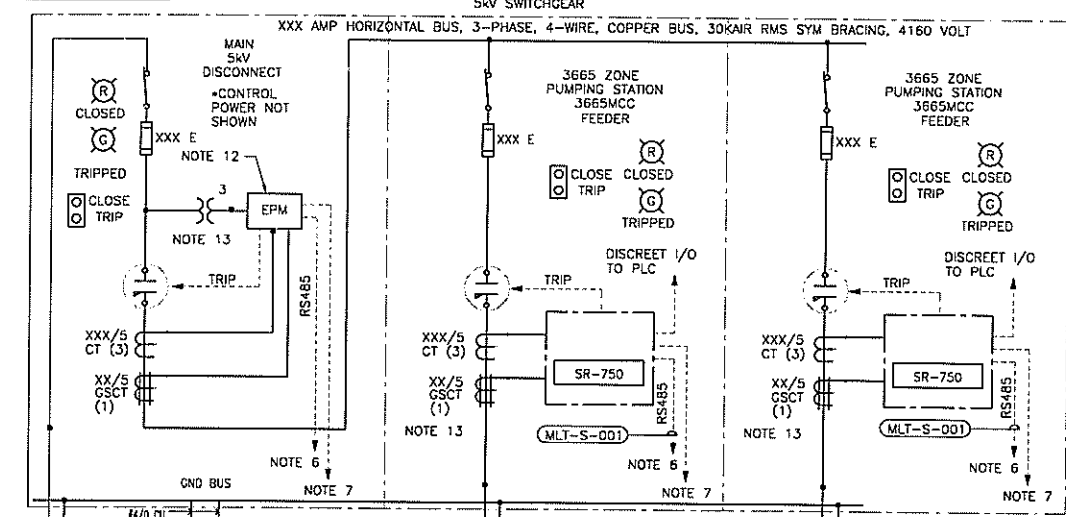 5kV SWITCHGEAR
XXX AMP HORIZONTAL BUS, 3-PHASE, 4-WIRE, COPPER BUS, 30KAIR RMS SYM BRACING, 4160 VOLT
MAIN
5kV
DISCONNECT
*CONTROL
POWER NOT
SHOWN
R
CLOSED
G
TRIPPED
XXX E
NOTE 12
CLOSE
TRIP
3
EPM
NOTE 13
TRIP
RS485
XXX/5
CT (3)
XX/5
GSCT
(1)
NOTE 6
NOTE 7
GND BUS
3665 ZONE
PUMPING STATION
3665MCC
FEEDER
XXX E
R
CLOSE
TRIP
CLOSED
G
TRIPPED
DISCREET I/O
TO PLC
TRIP
XXX/5
CT (3)
XX/5
GSCT
(1)
SR-750
RS485
NOTE 13
MLT-S-001
NOTE 6
NOTE 7
3665 ZONE
PUMPING STATION
3665MCC
FEEDER
XXX E
R
CLOSE
TRIP
CLOSED
G
TRIPPED
DISCREET I/O
TO PLC
TRIP
XXX/5
CT (3)
XX/5
GSCT
(1)
SR-750
RS485
NOTE 13
MLT-S-001
NOTE 6
NOTE 7